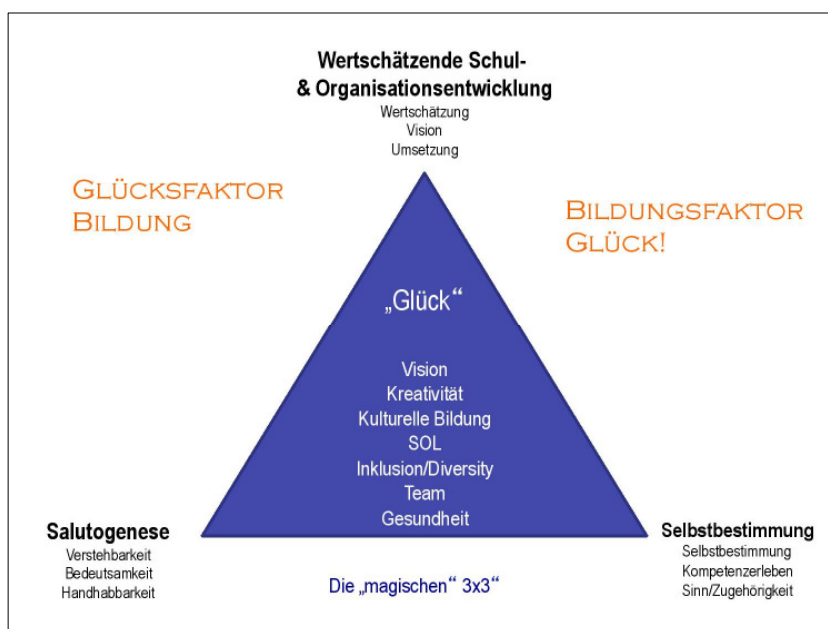 Wertschätzende Schul-
& Organisationsentwicklung
Wertschätzung
Vision
Umsetzung
GLÜCKSFAKTOR
BILDUNG
BILDUNGSFAKTOR
GLÜCK!
„Glück“
Vision
Kreativität
Kulturelle Bildung
SOL
Inklusion/Diversity
Team
Gesundheit
Salutogenese
Verstehbarkeit
Bedeutsamkeit
Handhabbarkeit
Selbstbestimmung
Selbstbestimmung
Kompetenzerleben
Sinn/Zugehörigkeit
Die „magischen“ 3x3“